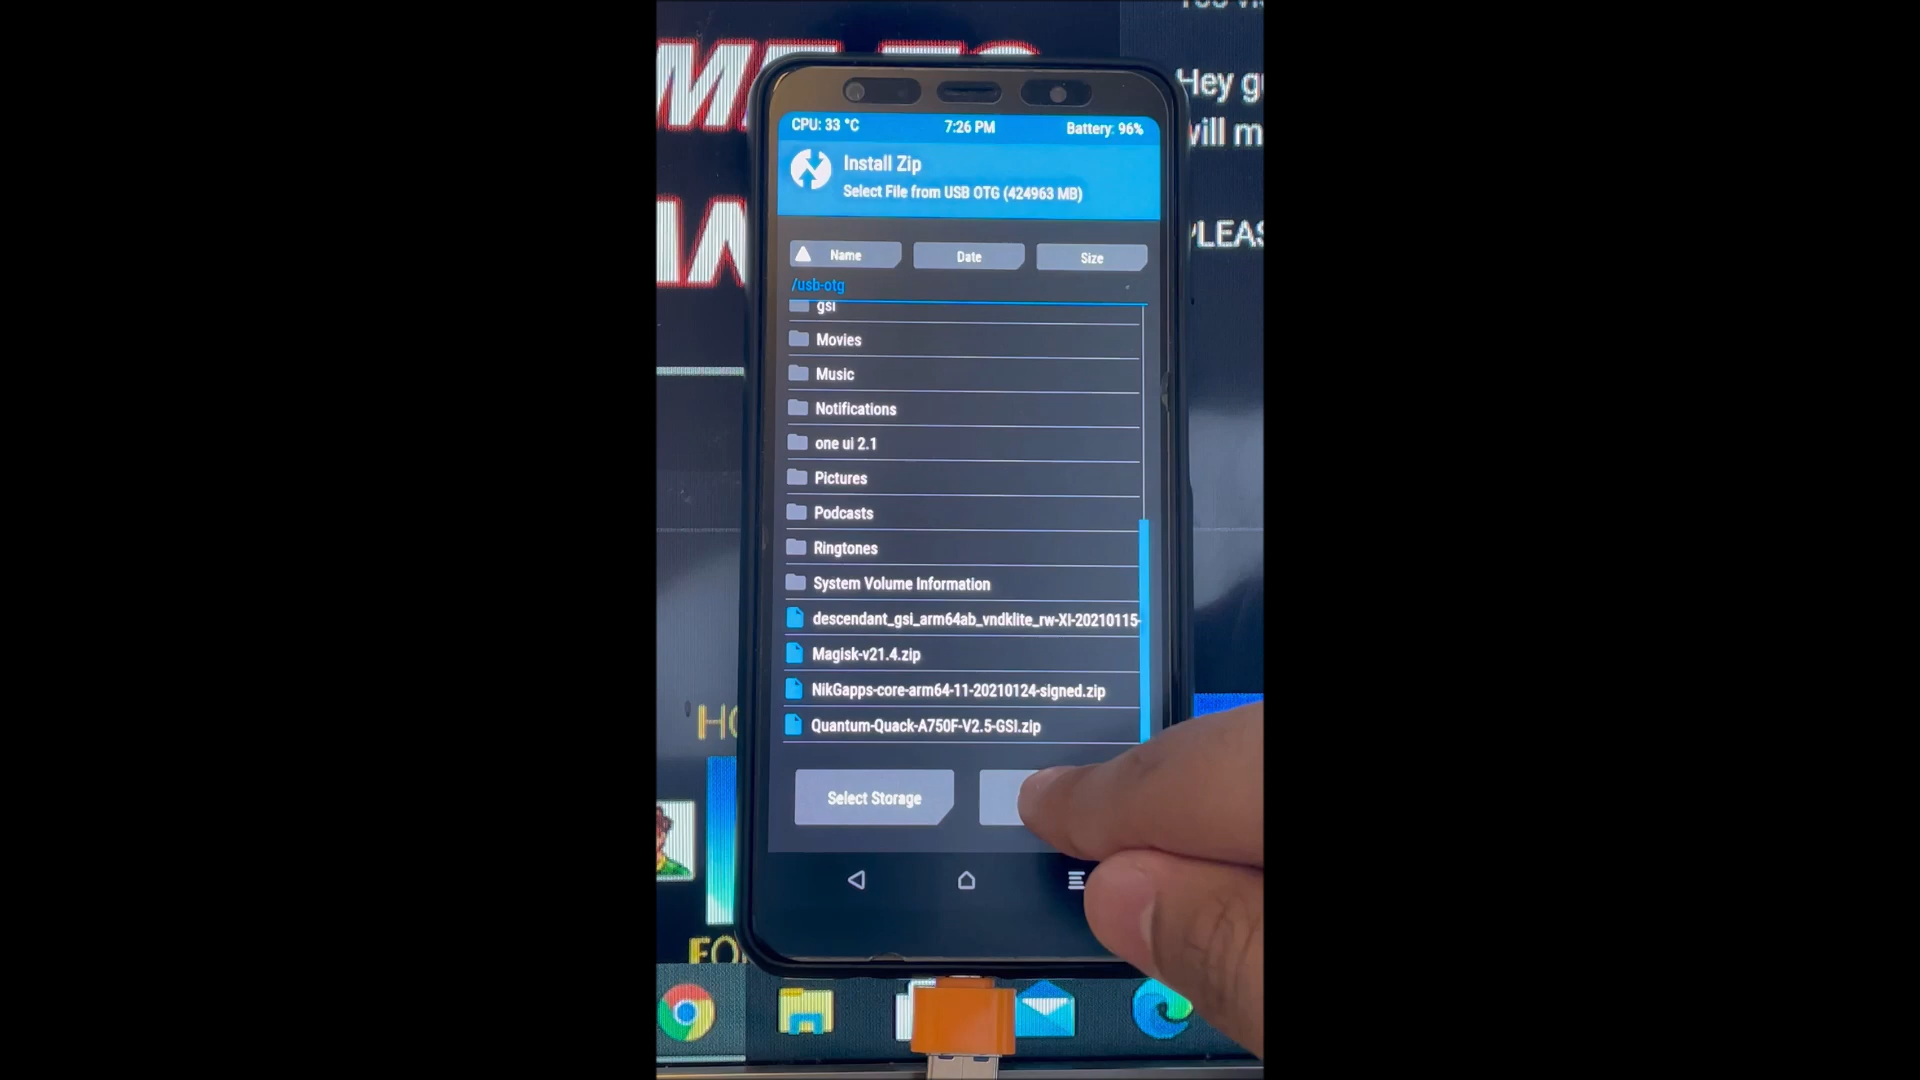 Hey g
will m
PLEAS
CPU: 33 °C 7:26 PM Battery: 96%
Install Zip
Select File from USB OTG (424963 MB)
Name Date Size
/usb-otg
gsi
Movies
Music
Notifications
one ui 2.1
Pictures
Podcasts
Ringtones
System Volume Information
descendant_gsi_arm64ab_vndklite_rw-XI-20210115-
Magisk-v21.4.zip
NikGapps-core-arm64-11-20210124-signed.zip
Quantum-Quack-A750F-V2.5-GSI.zip
Select Storage